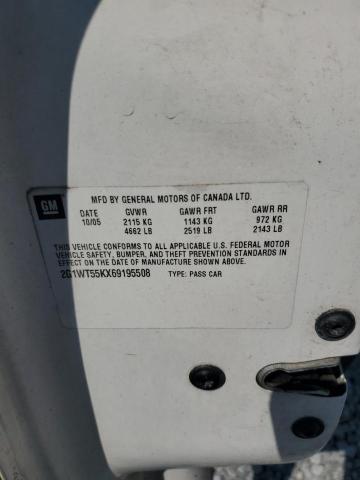 GM
MFD BY GENERAL MOTORS OF CANADA LTD.
DATE GVWR GAWR FRT GAWR RR
10/05 2115 KG 1143 KG 972 KG
4662 LB 2519 LB 2143 LB
THIS VEHICLE CONFORMS TO ALL APPLICABLE U.S. FEDERAL MOTOR
VEHICLE SAFETY, BUMPER, AND THEFT PREVENTION STANDARDS IN
EFFECT ON THE DATE OF MANUFACTURE SHOWN ABOVE.
2G1WT55KX69195508 TYPE: PASS CAR